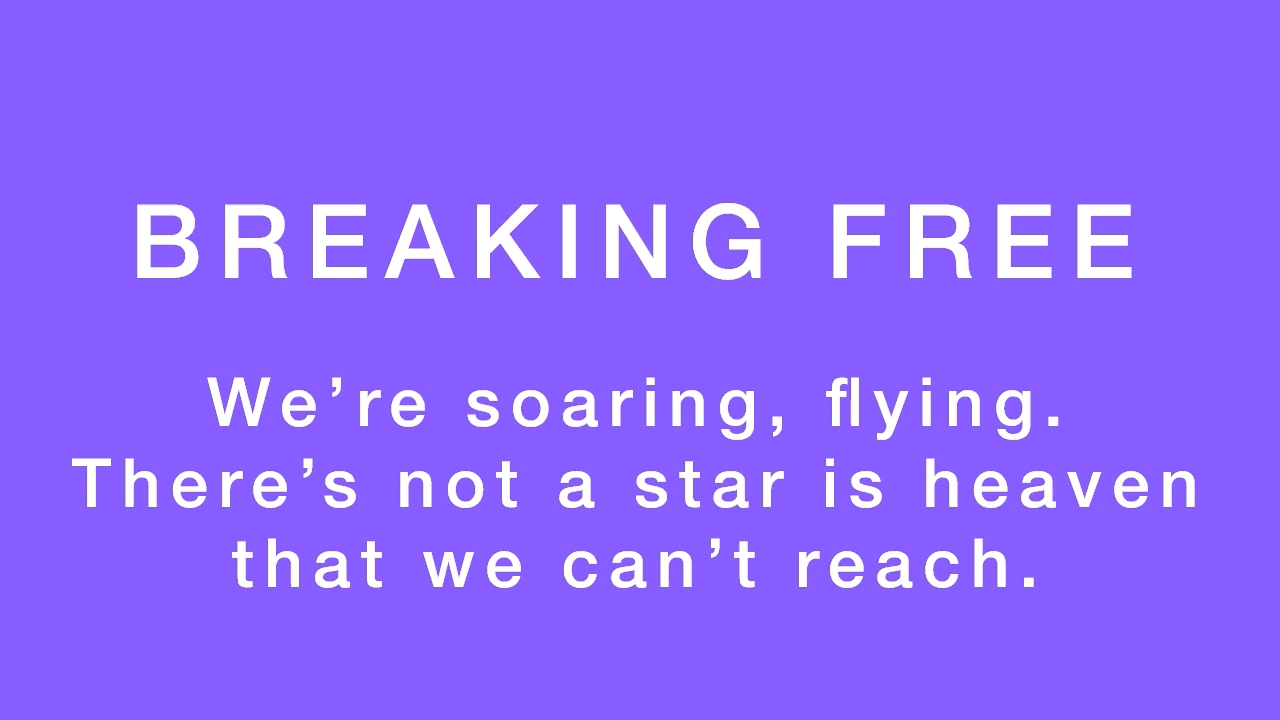 BREAKING FREE
We’re soaring, flying.
There’s not a star is heaven
that we can’t reach.